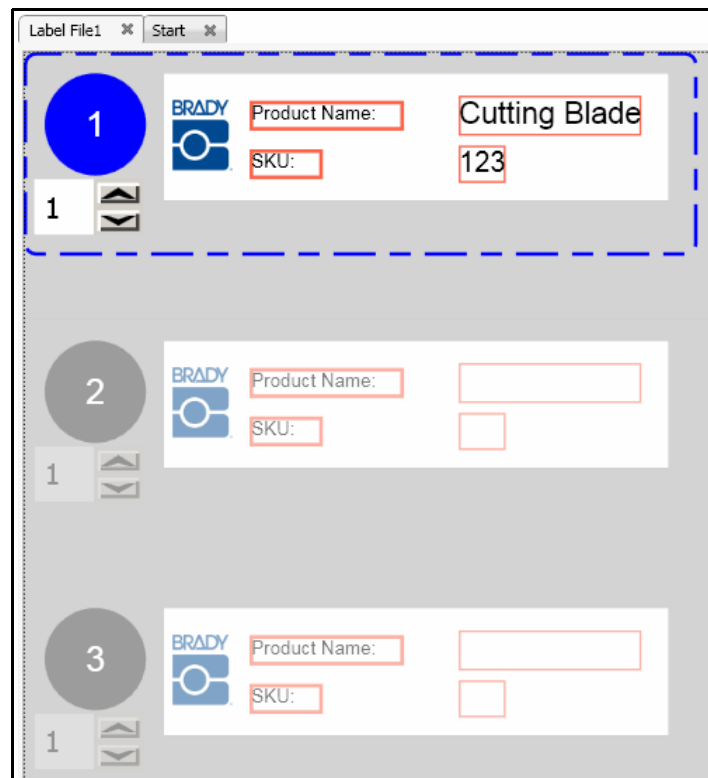 Label File1 Start
1
BRADY
Product Name: Cutting Blade
SKU: 123
1
2
BRADY
Product Name:
SKU:
1
3
BRADY
Product Name:
SKU:
1